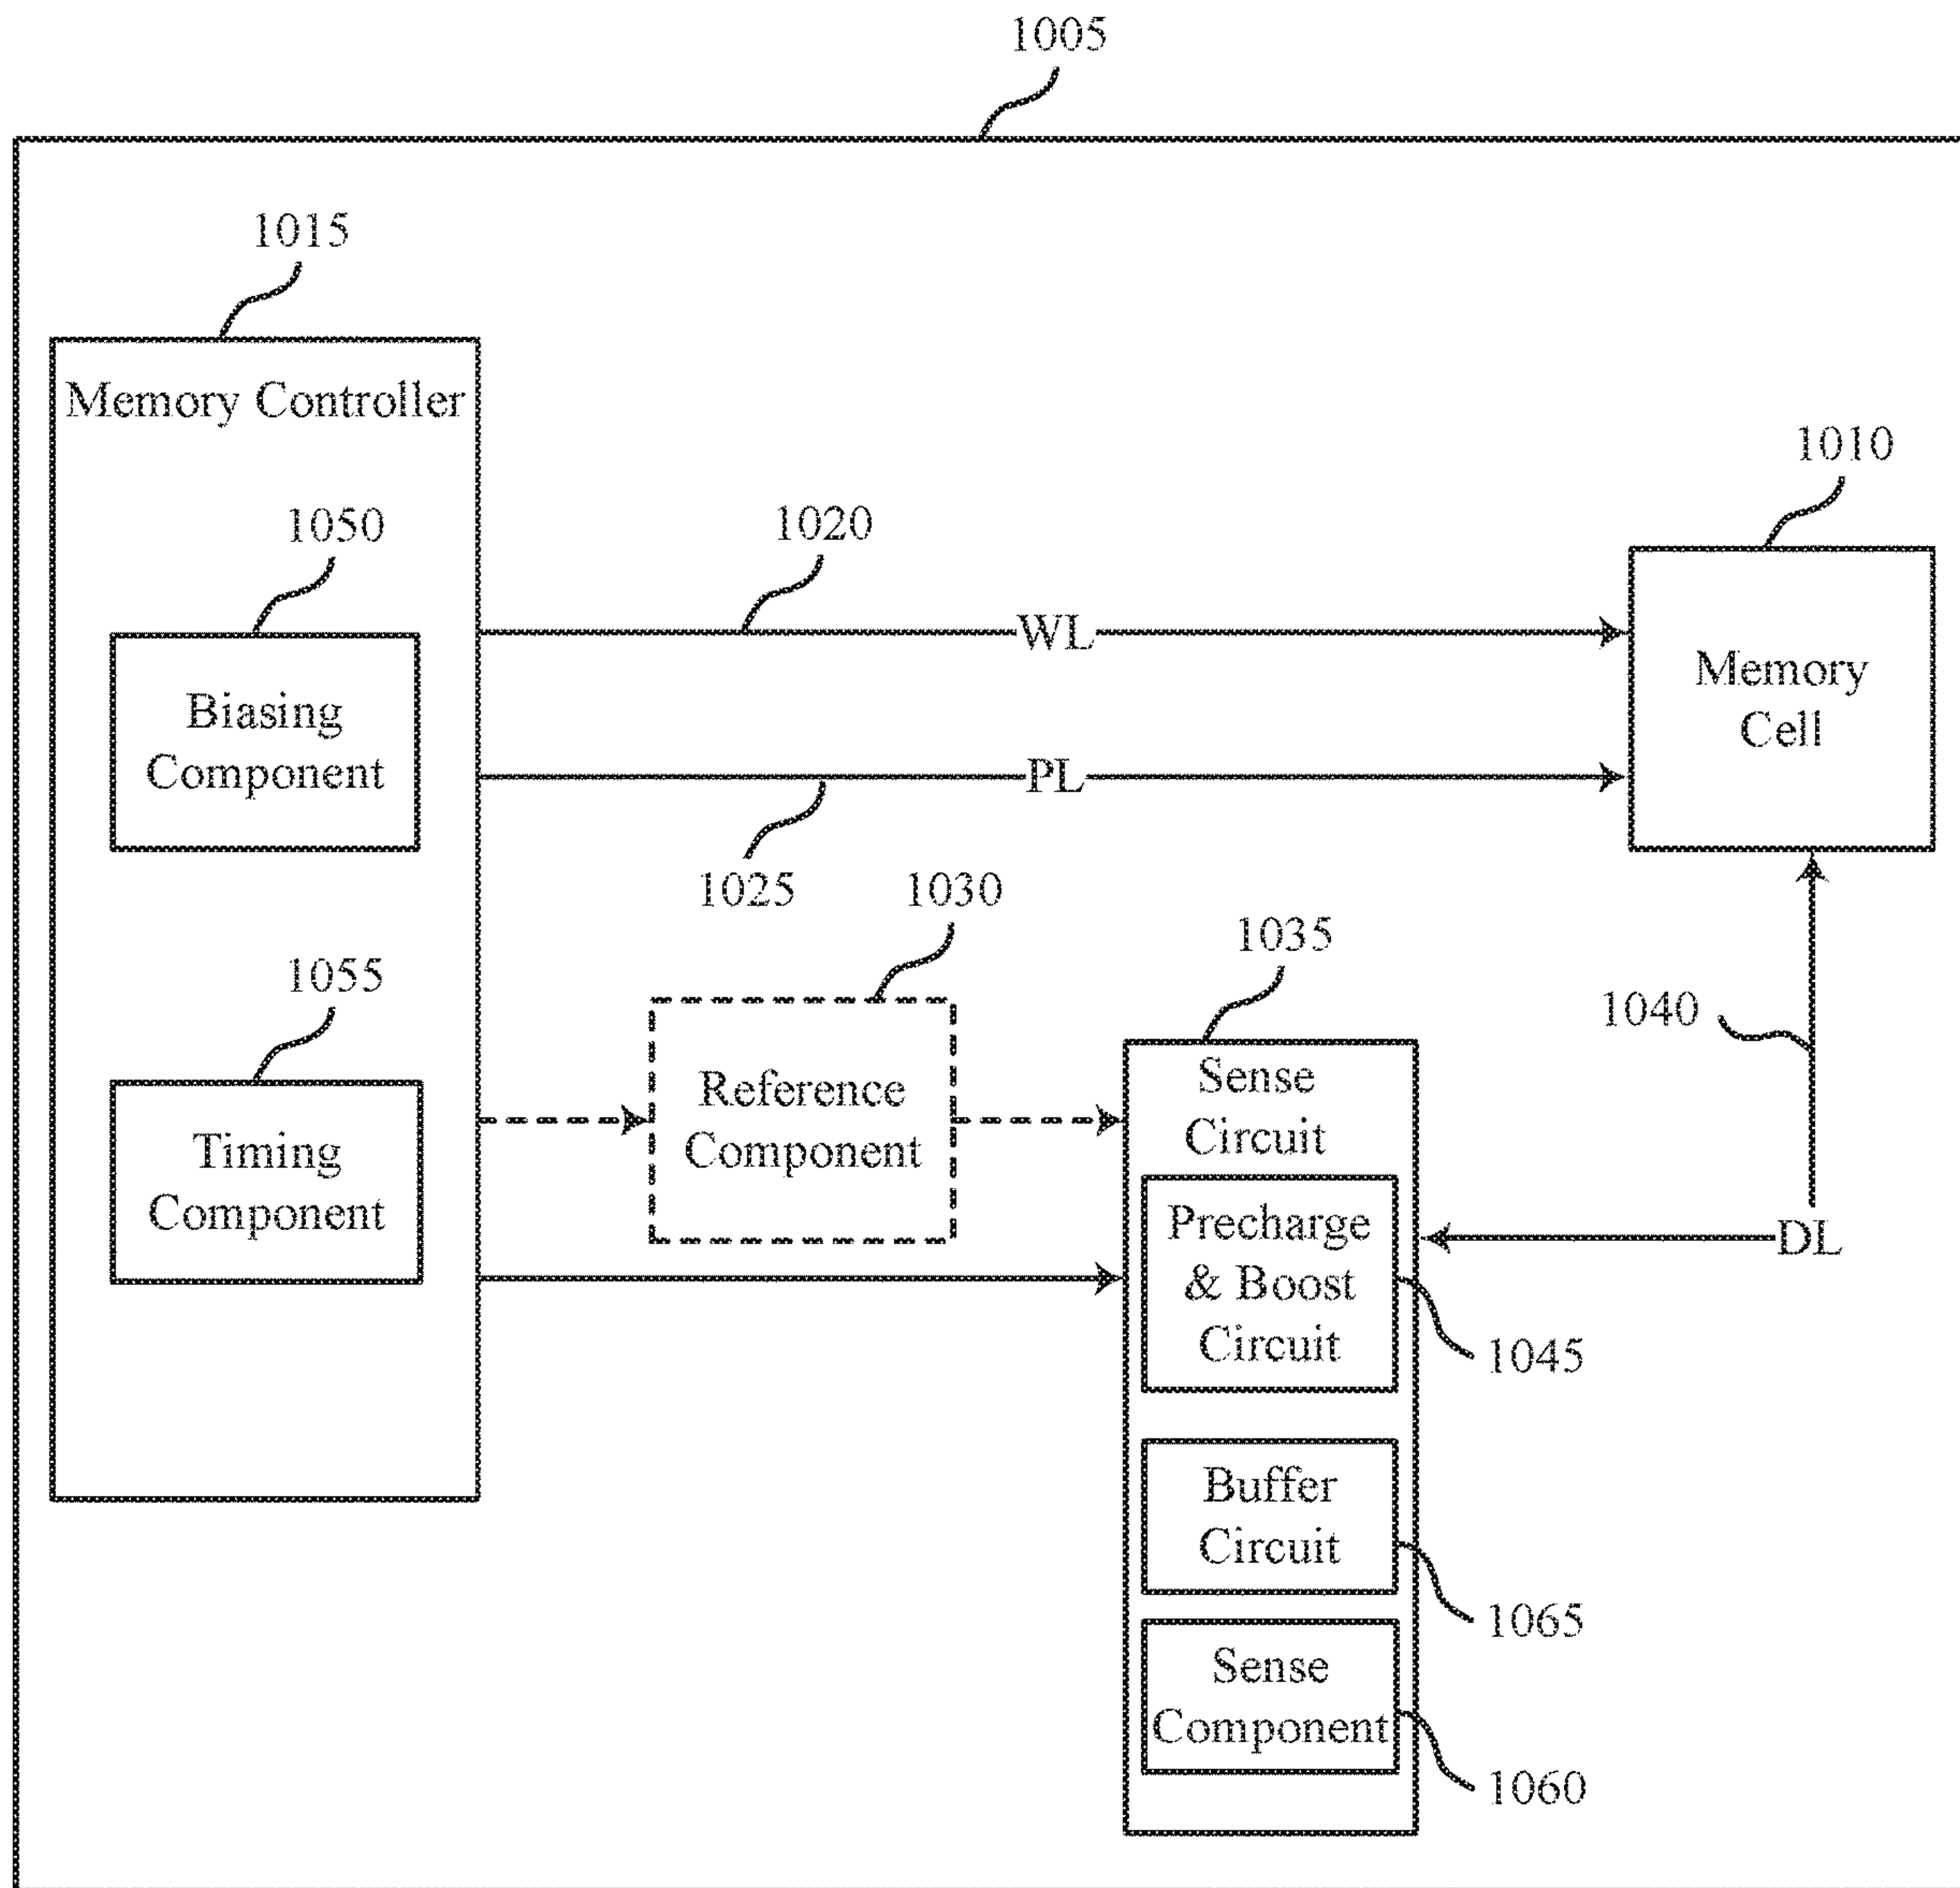 1005
1015
Memory Controller
1010
1050
1020
WL
Memory
Cell
Biasing
Component
PL
1025
1030
1035
1055
1040
Reference
Component
Sense
Circuit
Timing
Component
Precharge
& Boost
Circuit
DL
1045
Buffer
Circuit
1065
Sense
Component
1060